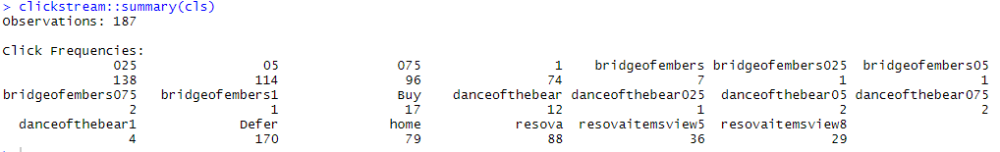 > clickstream::summary(cls)
Observations: 187
Click Frequencies:
025 05 075 1 bridgeofembers bridgeofembers025 bridgeofembers05
138 114 96 74 7 1 1
bridgeofembers075 bridgeofembers1 Buy danceofthebear danceofthebear025 danceofthebear05 danceofthebear075
2 1 17 12 1 2 2
danceofthebear1 Defer home resova resovaitemsview5 resovaitemsview8
4 170 79 88 36 29